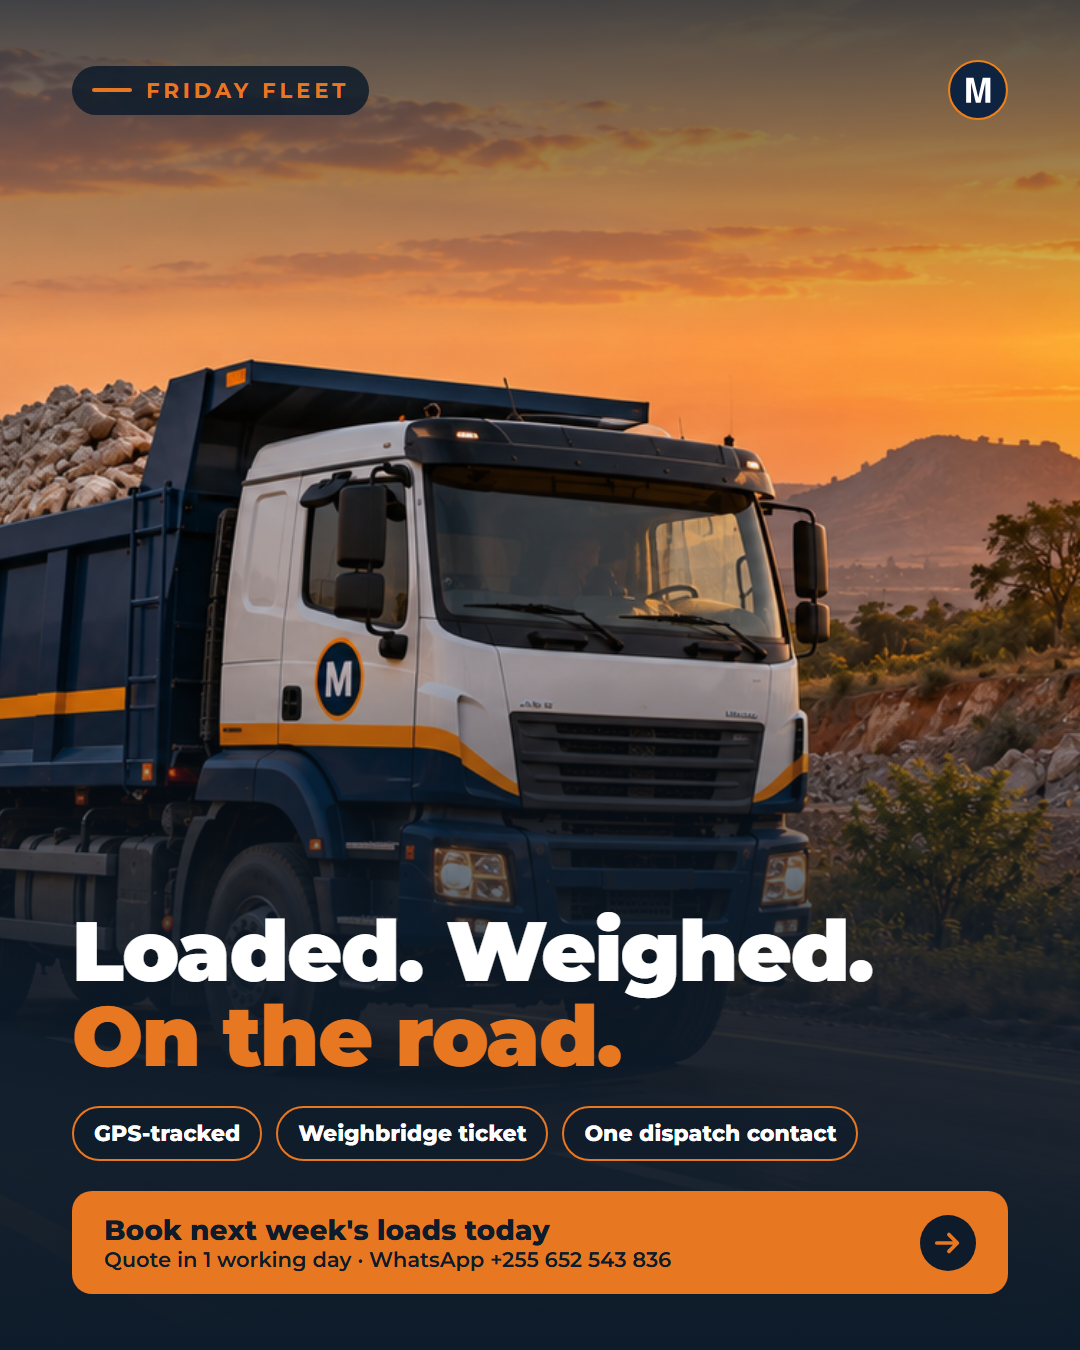 FRIDAY FLEET
M
M
Loaded. Weighed.
On the road.
GPS-tracked
Weighbridge ticket
One dispatch contact
Book next week's loads today
Quote in 1 working day · WhatsApp +255 652 543 836